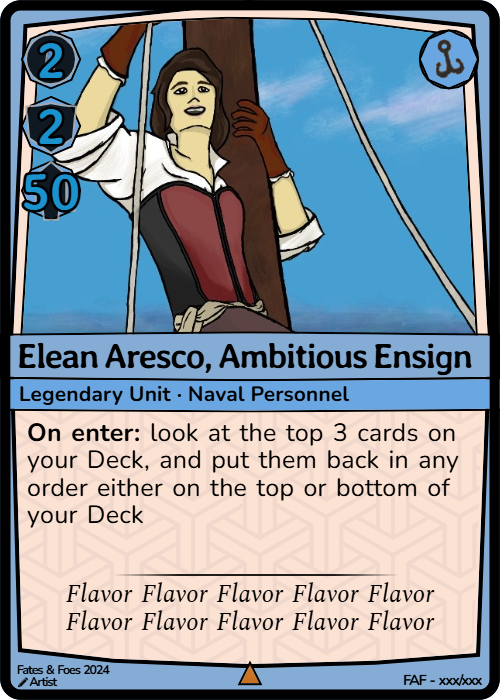 2
2
50
Elean Aresco, Ambitious Ensign
Legendary Unit · Naval Personnel
On enter: look at the top 3 cards on
your Deck, and put them back in any
order either on the top or bottom of
your Deck
Flavor Flavor Flavor Flavor Flavor
Flavor Flavor Flavor Flavor Flavor
Fates & Foes 2024
Artist
FAF - xxx/xxx